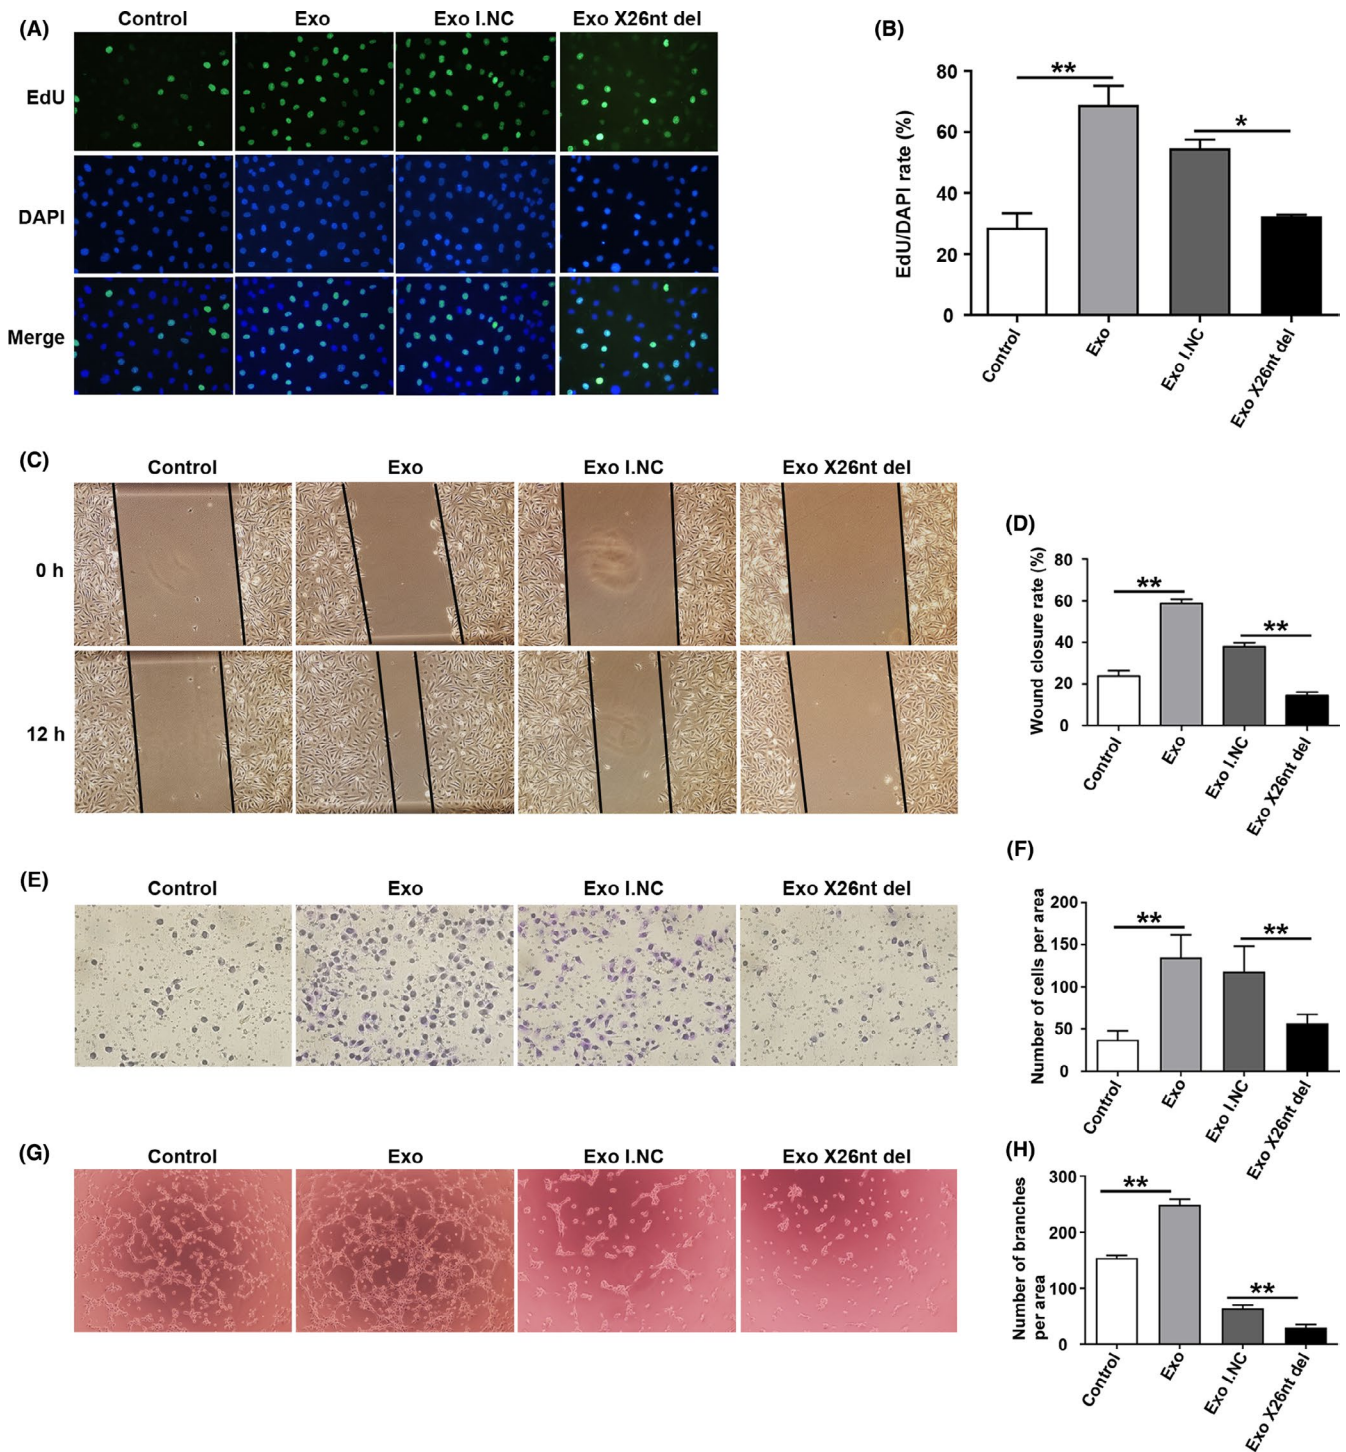 (A)
Control Exo Exo I.NC Exo X26nt del
EdU
DAPI
Merge
(B)
EdU/DAPI rate (%)
80
60
40
20
0
**
*
Control Exo Exo I.NC Exo X26nt del
(C)
Control Exo Exo I.NC Exo X26nt del
0 h
12 h
(D)
Wound closure rate (%)
80
60
40
20
0
**
**
Control Exo Exo I.NC Exo X26nt del
(E)
Control Exo Exo I.NC Exo X26nt del
(F)
Number of cells per area
200
150
100
50
0
**
**
Control Exo Exo I.NC Exo X26nt del
(G)
Control Exo Exo I.NC Exo X26nt del
(H)
Number of branches
per area
300
200
100
0
**
**
Control Exo Exo I.NC Exo X26nt del